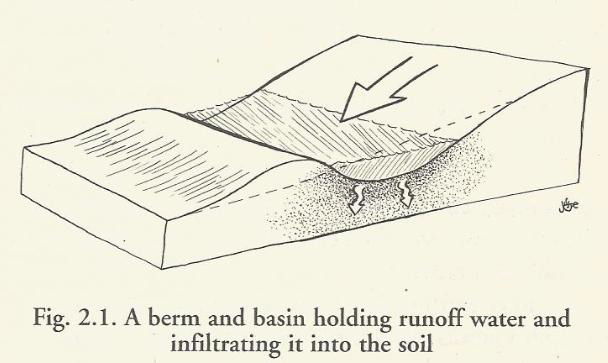 Fig. 2.1. A berm and basin holding runoff water and
infiltrating it into the soil